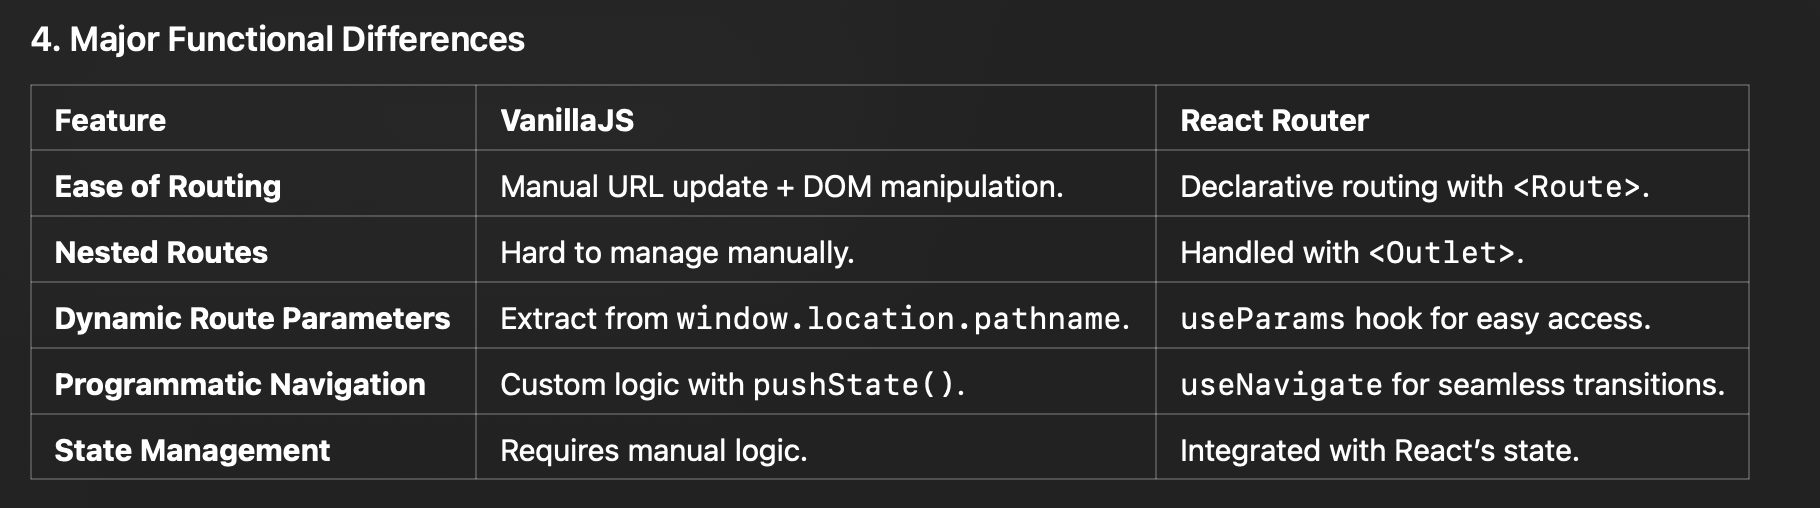 4. Major Functional Differences
Feature VanillaJS React Router
Ease of Routing Manual URL update + DOM manipulation. Declarative routing with <Route>.
Nested Routes Hard to manage manually. Handled with <Outlet>.
Dynamic Route Parameters Extract from window.location.pathname. useParams hook for easy access.
Programmatic Navigation Custom logic with pushState(). useNavigate for seamless transitions.
State Management Requires manual logic. Integrated with React’s state.